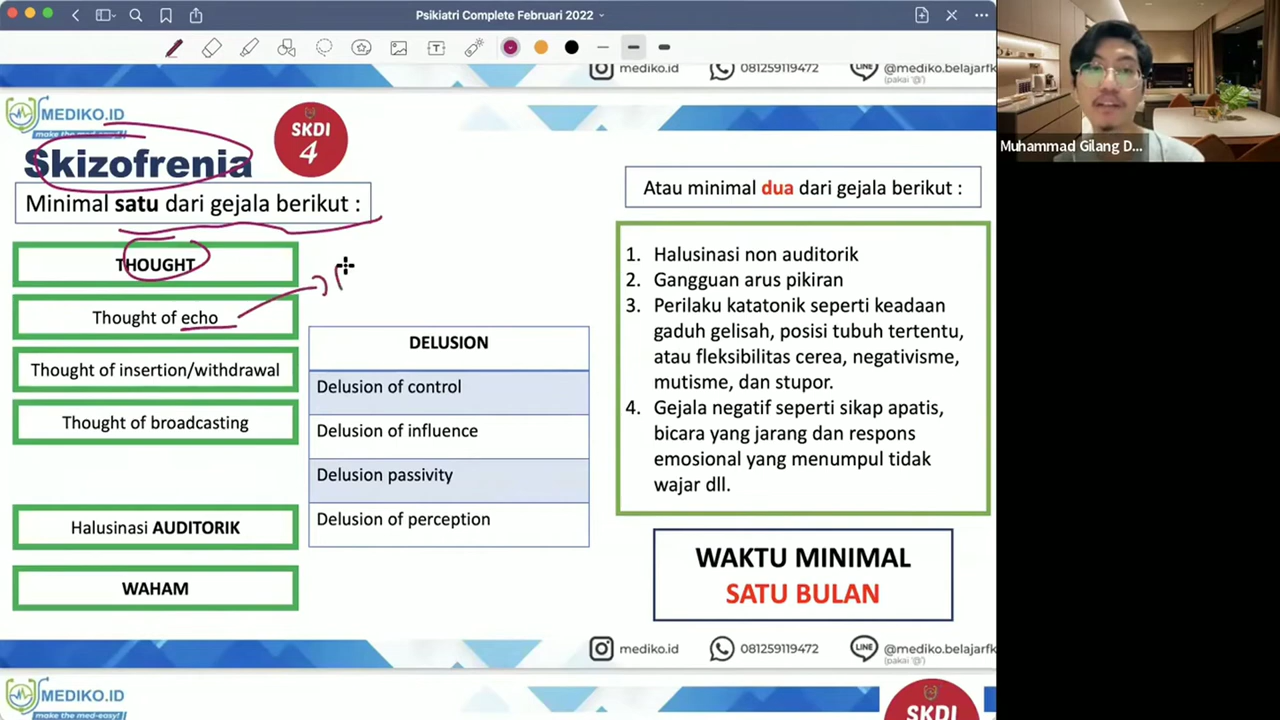 Psikiatri Complete Februari 2022
mediko.id
081259119472
@mediko.belajarfk
(pakai '@')
MEDIKO.ID
make the med-easy!
SKDI
4
Skizofrenia
Minimal satu dari gejala berikut :
THOUGHT
Thought of echo
Thought of insertion/withdrawal
Thought of broadcasting
Halusinasi AUDITORIK
WAHAM
DELUSION
Delusion of control
Delusion of influence
Delusion passivity
Delusion of perception
Atau minimal dua dari gejala berikut :
1. Halusinasi non auditorik
2. Gangguan arus pikiran
3. Perilaku katatonik seperti keadaan
gaduh gelisah, posisi tubuh tertentu,
atau fleksibilitas cerea, negativisme,
mutisme, dan stupor.
4. Gejala negatif seperti sikap apatis,
bicara yang jarang dan respons
emosional yang menumpul tidak
wajar dll.
WAKTU MINIMAL
SATU BULAN
mediko.id
081259119472
LINE
@mediko.belajarfk
(pakai '@')
MEDIKO.ID
make the med-easy!
SKDI
Muhammad Gilang D...